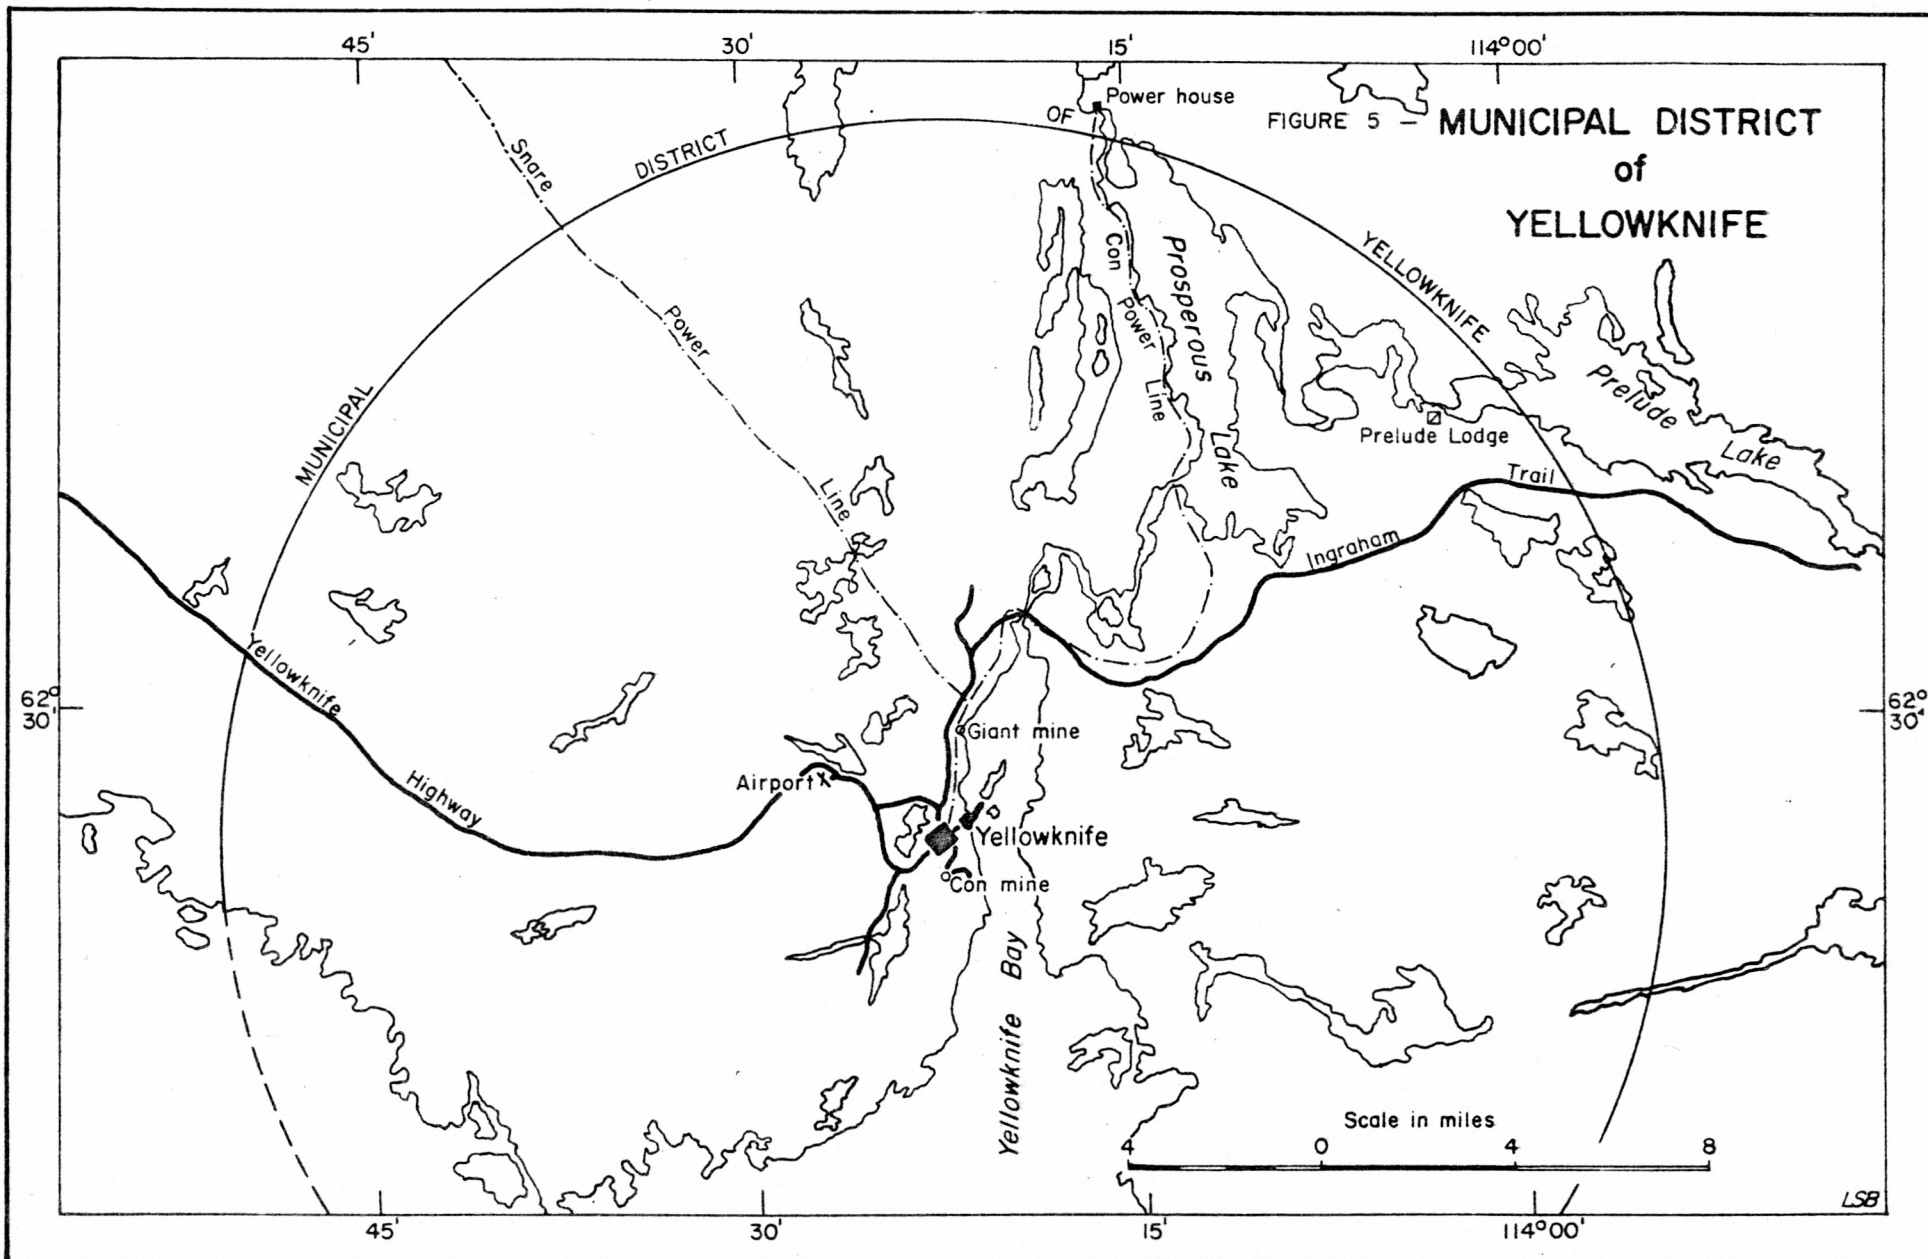 45'
30'
15'
114°00'
Power house
FIGURE 5 — MUNICIPAL DISTRICT
of
YELLOWKNIFE
MUNICIPAL
DISTRICT
OF
YELLOWKNIFE
Snare
Power
Line
Con
Power
Line
Prosperous
Lake
Prelude
Lake
Prelude Lodge
Ingraham
Trail
62°
30'
62°
30'
Yellowknife
Highway
Airport
Giant mine
Yellowknife
Con mine
Yellowknife Bay
Scale in miles
4 0 4 8
LSB
45'
30'
15'
114°00'